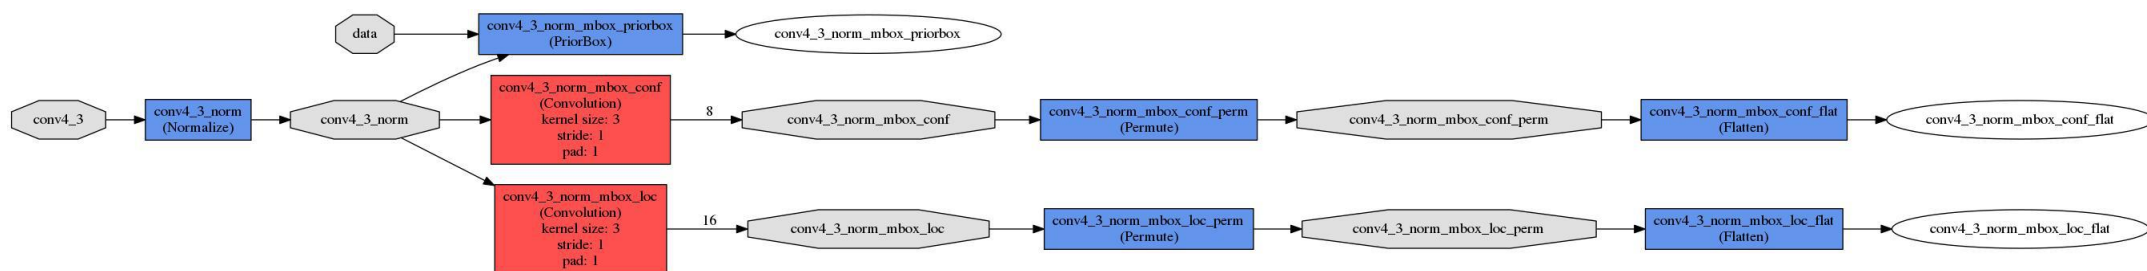 data
conv4_3_norm_mbox_priorbox
(PriorBox)
conv4_3_norm_mbox_priorbox
conv4_3
conv4_3_norm
(Normalize)
conv4_3_norm
conv4_3_norm_mbox_conf
(Convolution)
kernel size: 3
stride: 1
pad: 1
8
conv4_3_norm_mbox_conf
conv4_3_norm_mbox_conf_perm
(Permute)
conv4_3_norm_mbox_conf_perm
conv4_3_norm_mbox_conf_flat
(Flatten)
conv4_3_norm_mbox_conf_flat
conv4_3_norm_mbox_loc
(Convolution)
kernel size: 3
stride: 1
pad: 1
16
conv4_3_norm_mbox_loc
conv4_3_norm_mbox_loc_perm
(Permute)
conv4_3_norm_mbox_loc_perm
conv4_3_norm_mbox_loc_flat
(Flatten)
conv4_3_norm_mbox_loc_flat